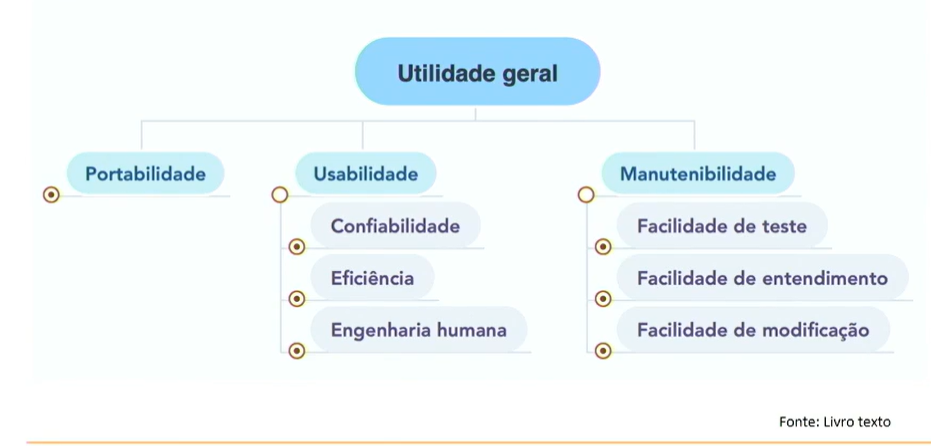 Utilidade geral
Portabilidade
Usabilidade
Confiabilidade
Eficiência
Engenharia humana
Manutenibilidade
Facilidade de teste
Facilidade de entendimento
Facilidade de modificação
Fonte: Livro texto